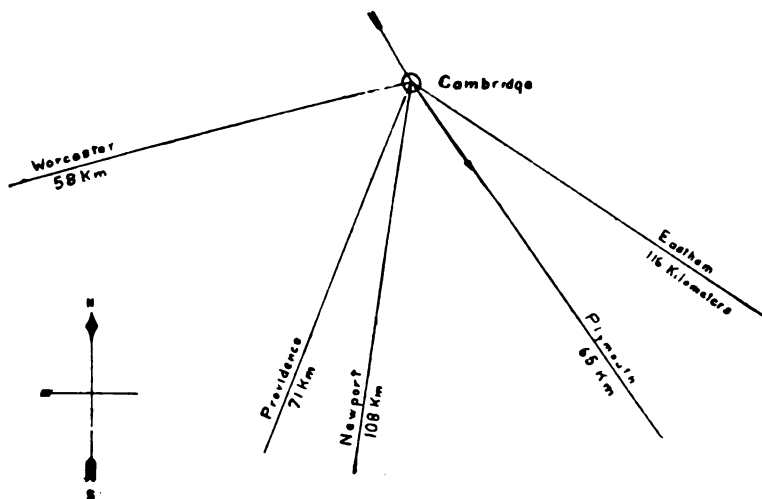 Cambridge
Worcester
58 Km
Eastham
116 Kilometers
Plymouth
65 Km
Providence
71 Km
Newport
108 Km
N
S